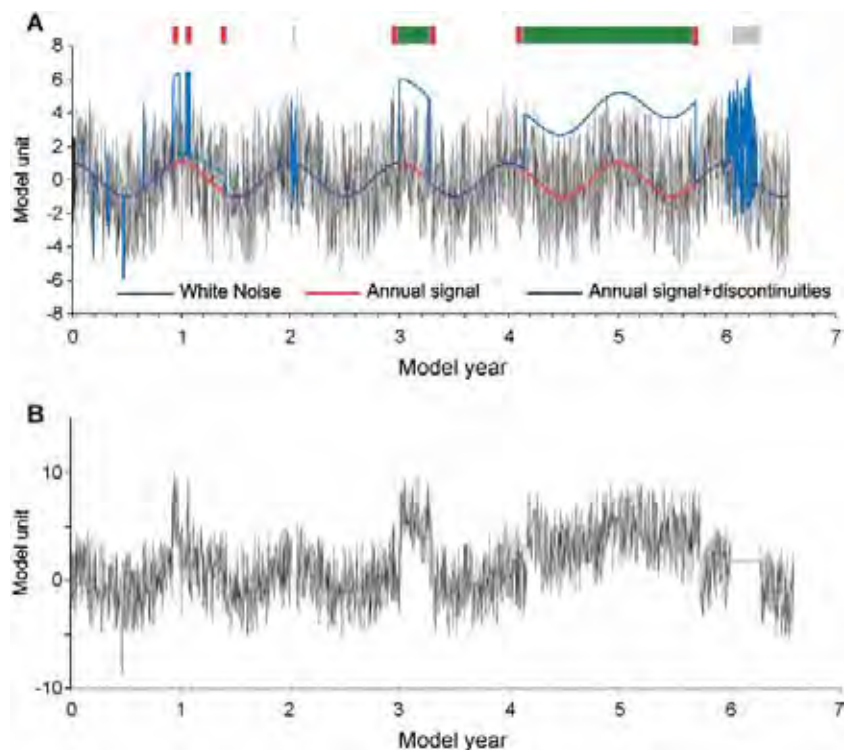 A
8
6
4
2
0
-2
-4
-6
-8
Model unit
White Noise Annual signal Annual signal+discontinuities
0 1 2 3 4 5 6 7
Model year
B
10
0
-10
Model unit
0 1 2 3 4 5 6 7
Model year